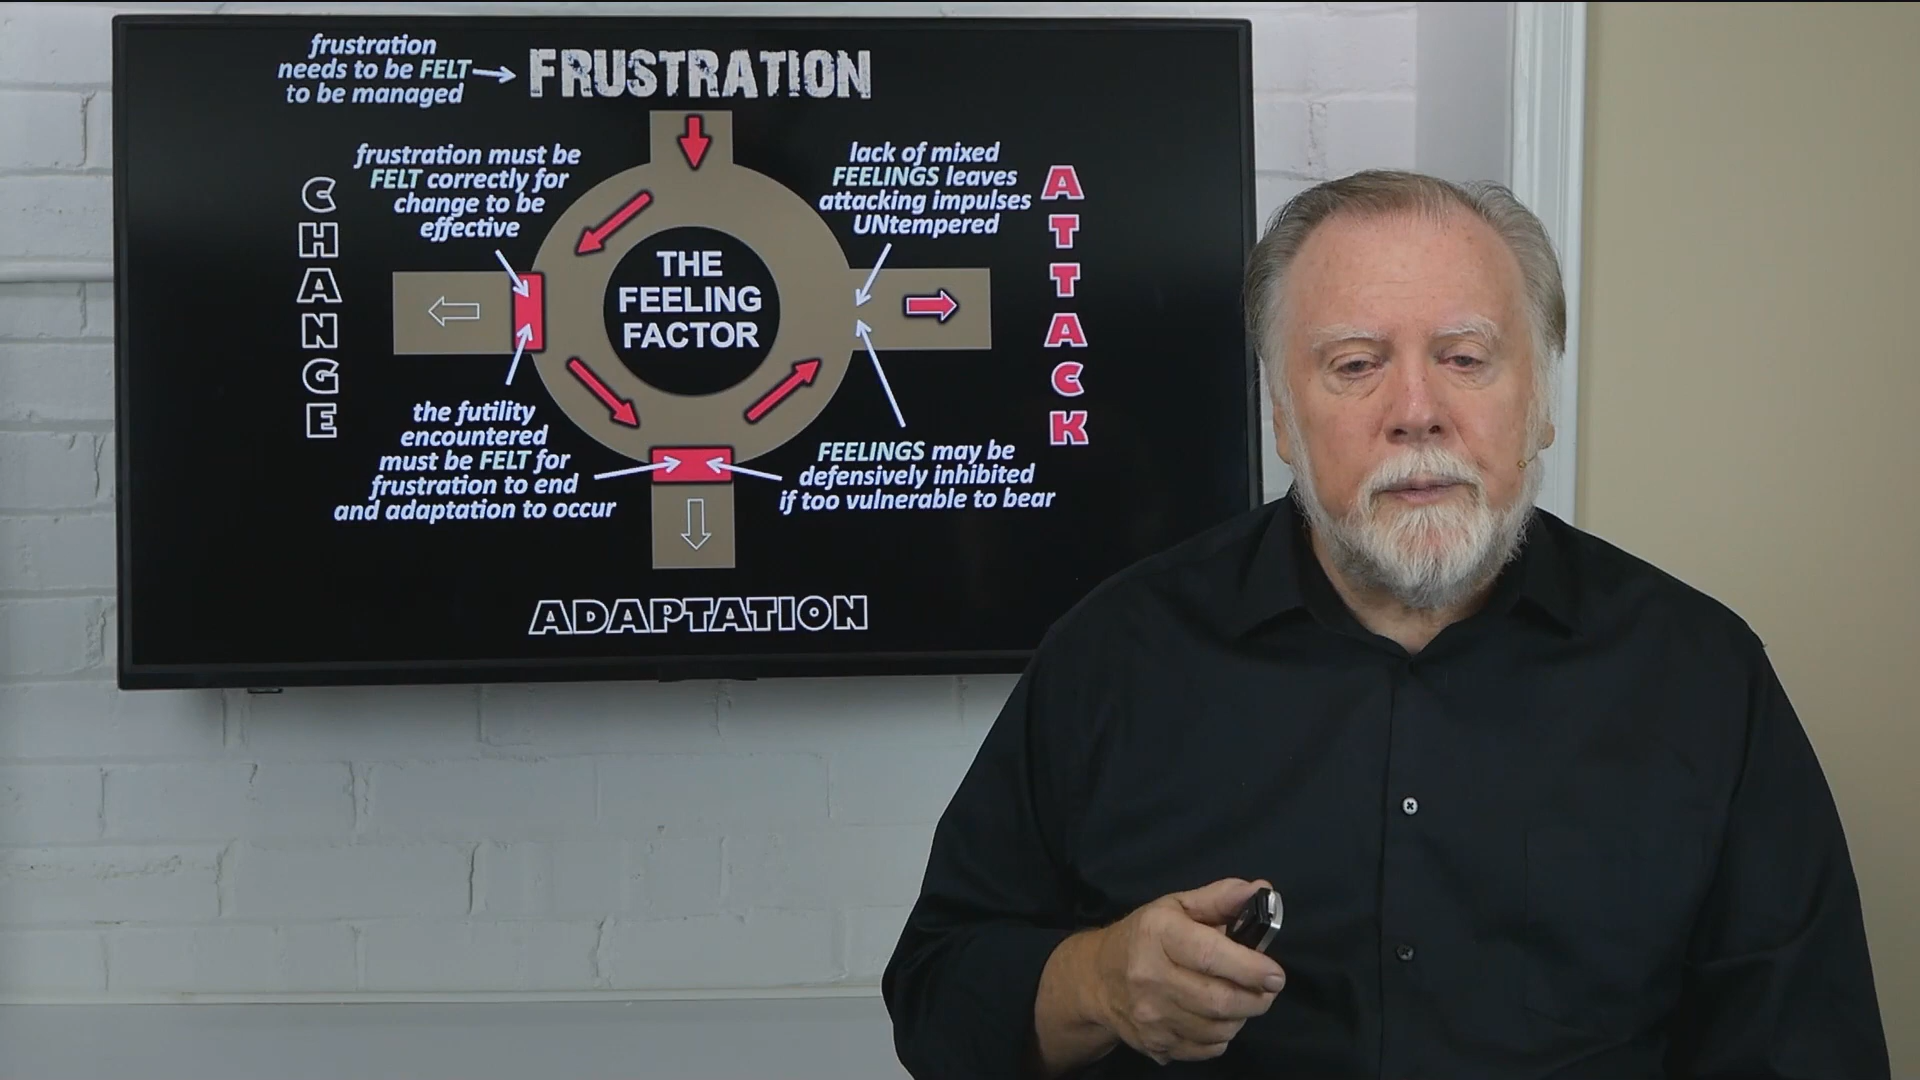 frustration
needs to be FELT
to be managed
FRUSTRATION
frustration must be
FELT correctly for
change to be
effective
lack of mixed
FEELINGS leaves
attacking impulses
UNtempered
CHANGE
THE
FEELING
FACTOR
ATTACK
the futility
encountered
must be FELT for
frustration to end
and adaptation to occur
FEELINGS may be
defensively inhibited
if too vulnerable to bear
ADAPTATION